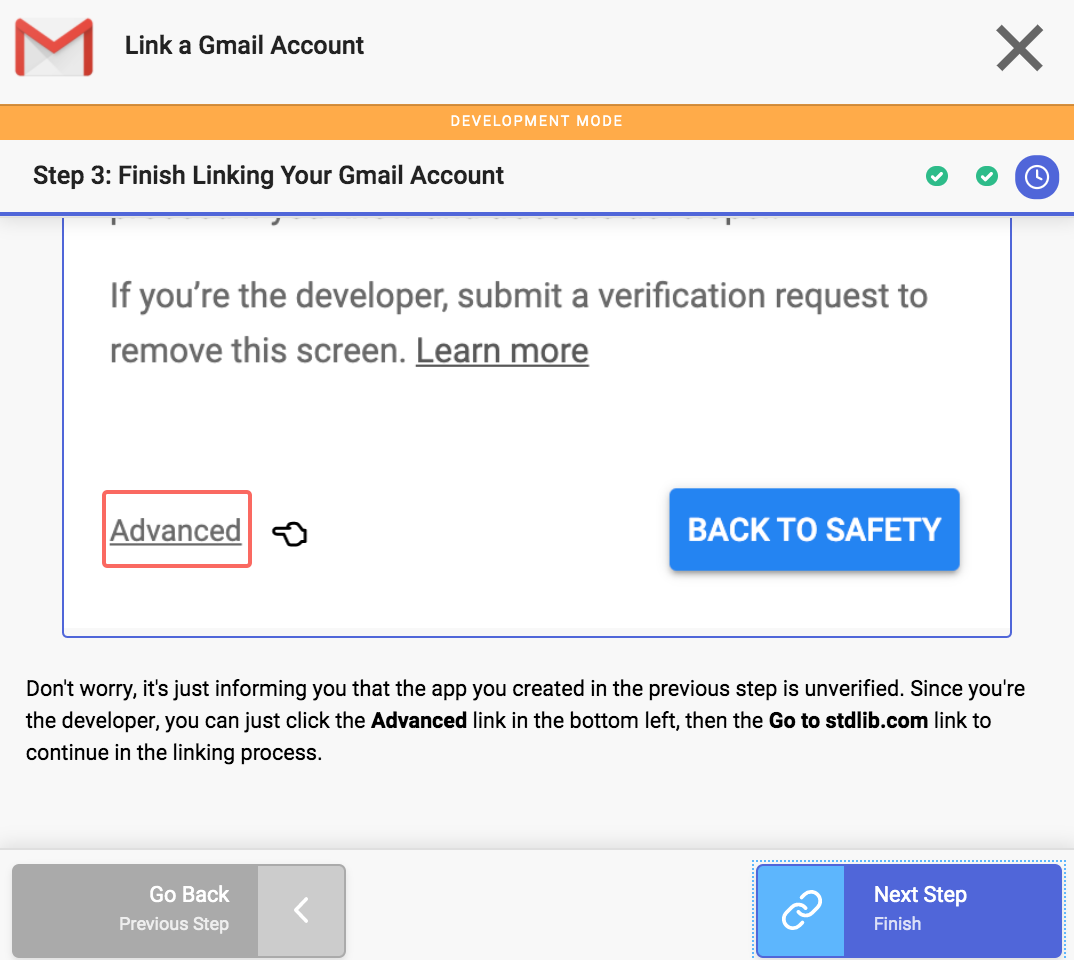 Link a Gmail Account
DEVELOPMENT MODE
Step 3: Finish Linking Your Gmail Account
If you’re the developer, submit a verification request to
remove this screen. Learn more
Advanced
BACK TO SAFETY
Don't worry, it's just informing you that the app you created in the previous step is unverified. Since you're
the developer, you can just click the Advanced link in the bottom left, then the Go to stdlib.com link to
continue in the linking process.
Go Back
Previous Step
Next Step
Finish